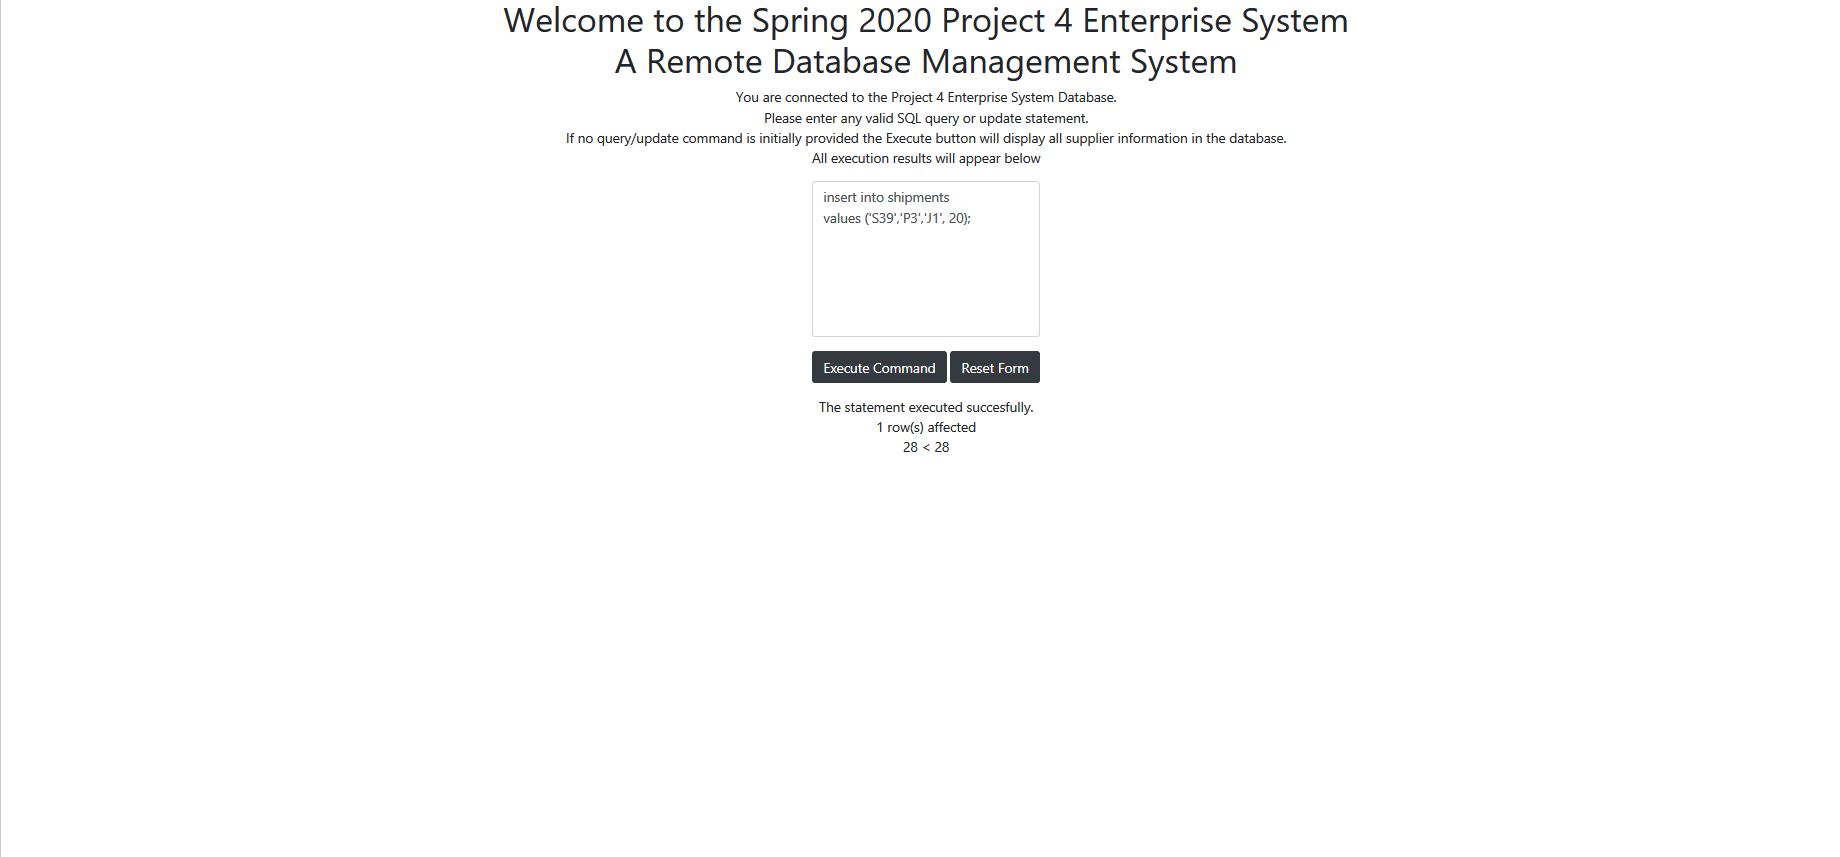 Welcome to the Spring 2020 Project 4 Enterprise System
A Remote Database Management System
You are connected to the Project 4 Enterprise System Database.
Please enter any valid SQL query or update statement.
If no query/update command is initially provided the Execute button will display all supplier information in the database.
All execution results will appear below
insert into shipments
values ('S39','P3','J1', 20);
Execute Command Reset Form
The statement executed succesfully.
1 row(s) affected
28 < 28